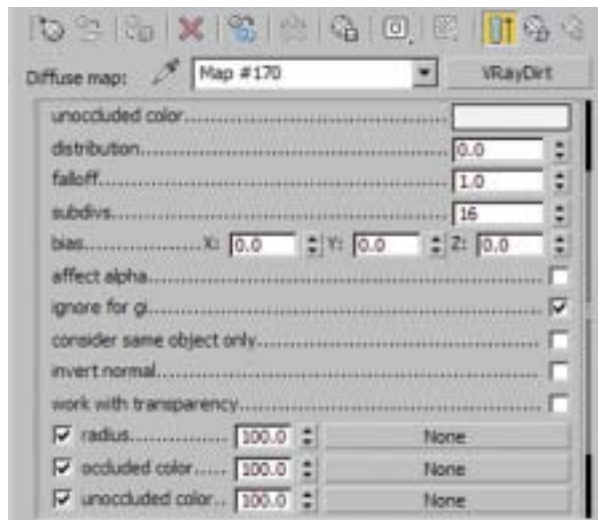 Diffuse map: Map #170 VRayDirt
unoccluded color
distribution 0.0
falloff 1.0
subdivs 16
bias X: 0.0 Y: 0.0 Z: 0.0
affect alpha
ignore for gi
consider same object only
invert normal
work with transparency
radius 100.0 None
occluded color 100.0 None
unoccluded color 100.0 None